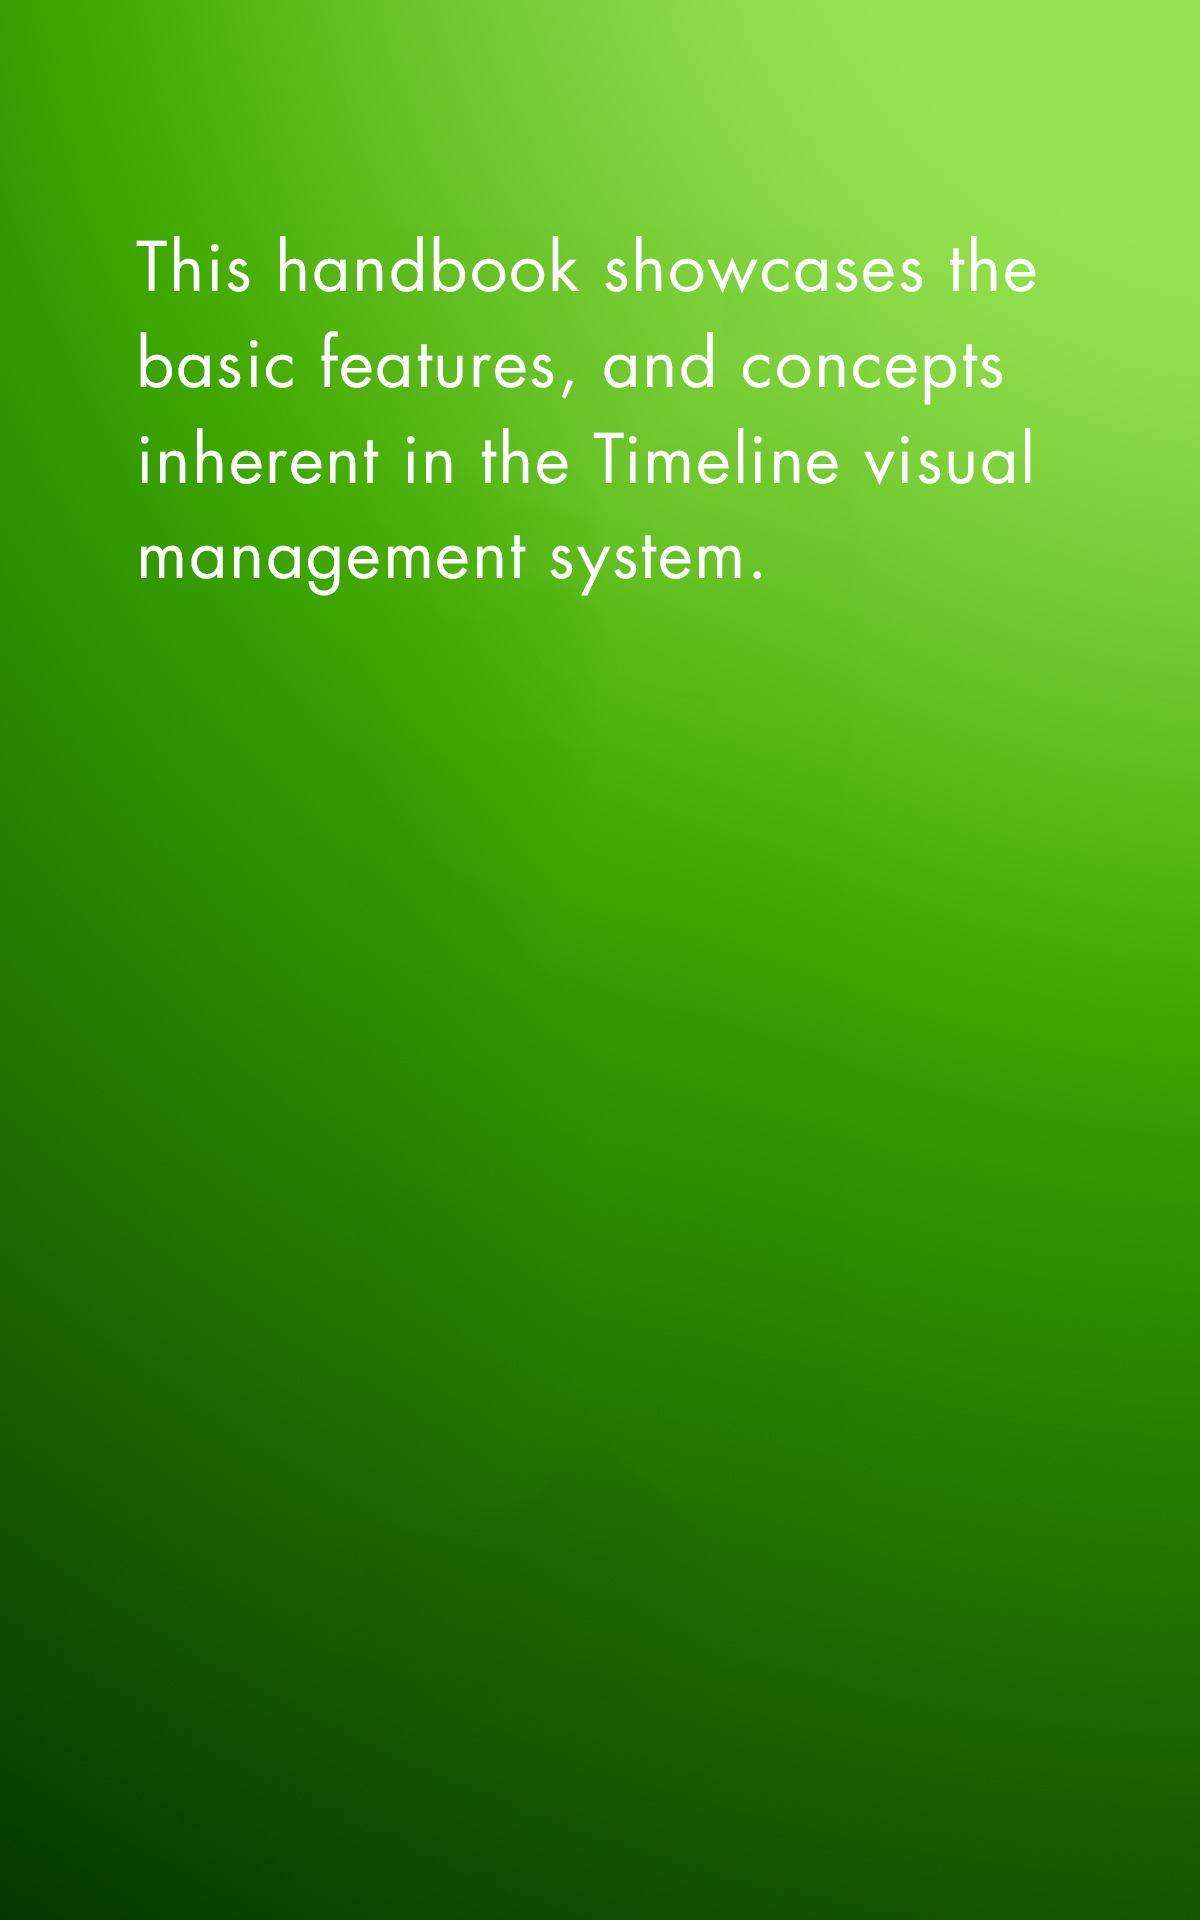 This handbook showcases the
basic features, and concepts
inherent in the Timeline visual
management system.